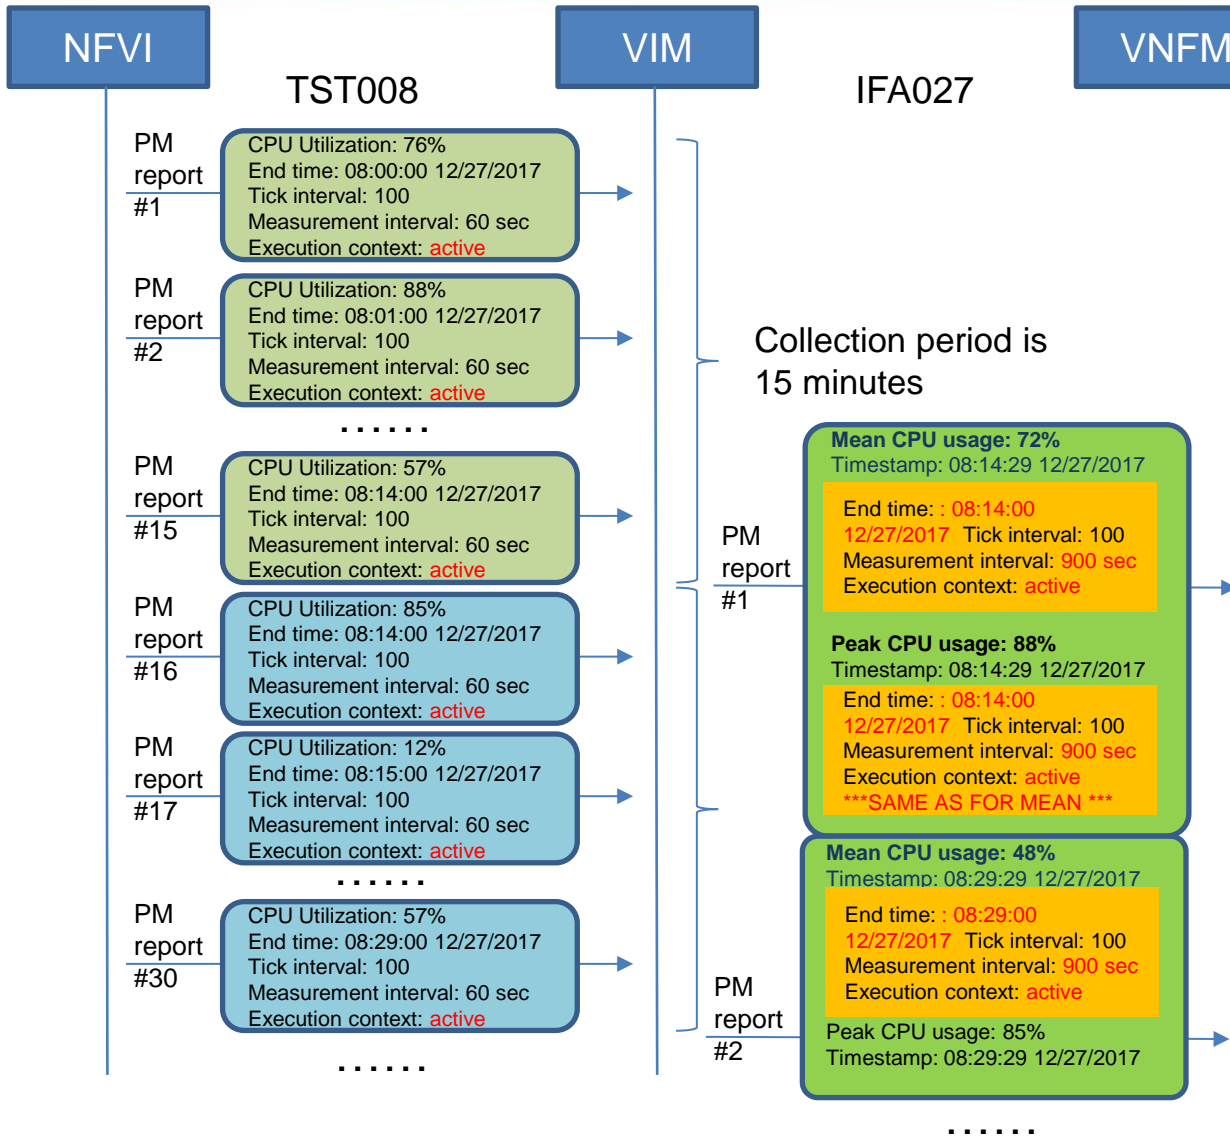 NFVI
VIM
VNFM
TST008
IFA027
PM
report
#1
CPU Utilization: 76%
End time: 08:00:00 12/27/2017
Tick interval: 100
Measurement interval: 60 sec
Execution context: active
PM
report
#2
CPU Utilization: 88%
End time: 08:01:00 12/27/2017
Tick interval: 100
Measurement interval: 60 sec
Execution context: active
......
PM
report
#15
CPU Utilization: 57%
End time: 08:14:00 12/27/2017
Tick interval: 100
Measurement interval: 60 sec
Execution context: active
PM
report
#16
CPU Utilization: 85%
End time: 08:14:00 12/27/2017
Tick interval: 100
Measurement interval: 60 sec
Execution context: active
PM
report
#17
CPU Utilization: 12%
End time: 08:15:00 12/27/2017
Tick interval: 100
Measurement interval: 60 sec
Execution context: active
......
PM
report
#30
CPU Utilization: 57%
End time: 08:29:00 12/27/2017
Tick interval: 100
Measurement interval: 60 sec
Execution context: active
......
Collection period is
15 minutes
PM
report
#1
Mean CPU usage: 72%
Timestamp: 08:14:29 12/27/2017
End time: : 08:14:00
12/27/2017 Tick interval: 100
Measurement interval: 900 sec
Execution context: active
Peak CPU usage: 88%
Timestamp: 08:14:29 12/27/2017
End time: : 08:14:00
12/27/2017 Tick interval: 100
Measurement interval: 900 sec
Execution context: active
***SAME AS FOR MEAN ***
PM
report
#2
Mean CPU usage: 48%
Timestamp: 08:29:29 12/27/2017
End time: : 08:29:00
12/27/2017 Tick interval: 100
Measurement interval: 900 sec
Execution context: active
Peak CPU usage: 85%
Timestamp: 08:29:29 12/27/2017
......